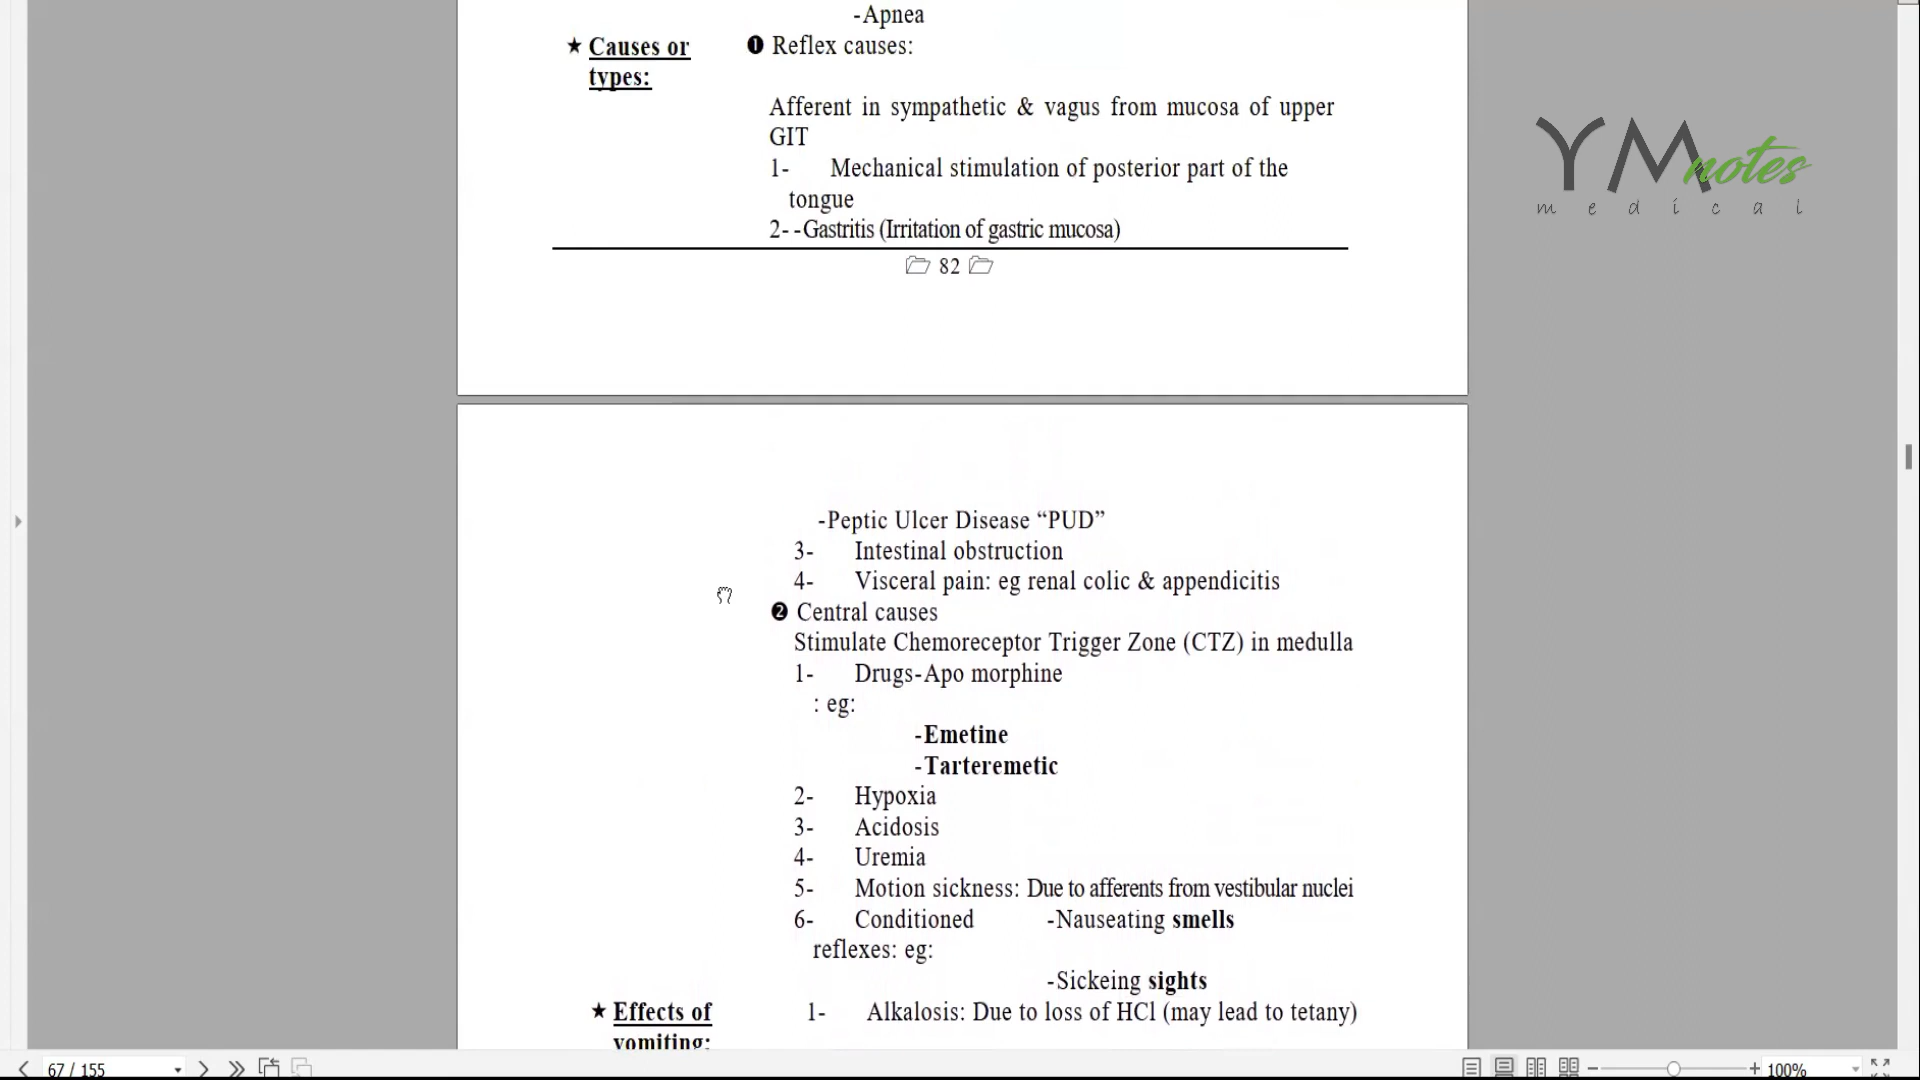 -Apnea
★ Causes or
types:
❶ Reflex causes:
Afferent in sympathetic & vagus from mucosa of upper
GIT
1- Mechanical stimulation of posterior part of the
tongue
2- -Gastritis (Irritation of gastric mucosa)
82
YM notes
medical
-Peptic Ulcer Disease “PUD”
3- Intestinal obstruction
4- Visceral pain: eg renal colic & appendicitis
❷ Central causes
Stimulate Chemoreceptor Trigger Zone (CTZ) in medulla
1- Drugs-Apo morphine
: eg:
-Emetine
-Tarteremetic
2- Hypoxia
3- Acidosis
4- Uremia
5- Motion sickness: Due to afferents from vestibular nuclei
6- Conditioned -Nauseating smells
reflexes: eg:
-Sickeing sights
★ Effects of 1- Alkalosis: Due to loss of HCl (may lead to tetany)
vomiting:
67 / 155
100%